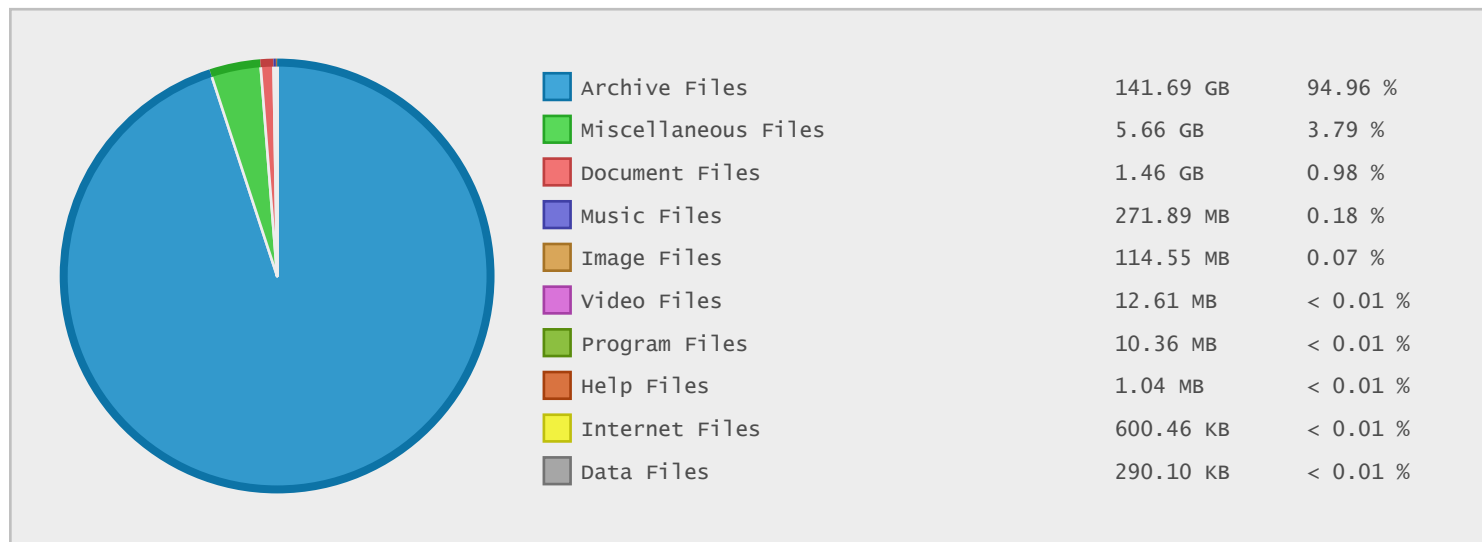 Archive Files 141.69 GB 94.96 %
Miscellaneous Files 5.66 GB 3.79 %
Document Files 1.46 GB 0.98 %
Music Files 271.89 MB 0.18 %
Image Files 114.55 MB 0.07 %
Video Files 12.61 MB < 0.01 %
Program Files 10.36 MB < 0.01 %
Help Files 1.04 MB < 0.01 %
Internet Files 600.46 KB < 0.01 %
Data Files 290.10 KB < 0.01 %